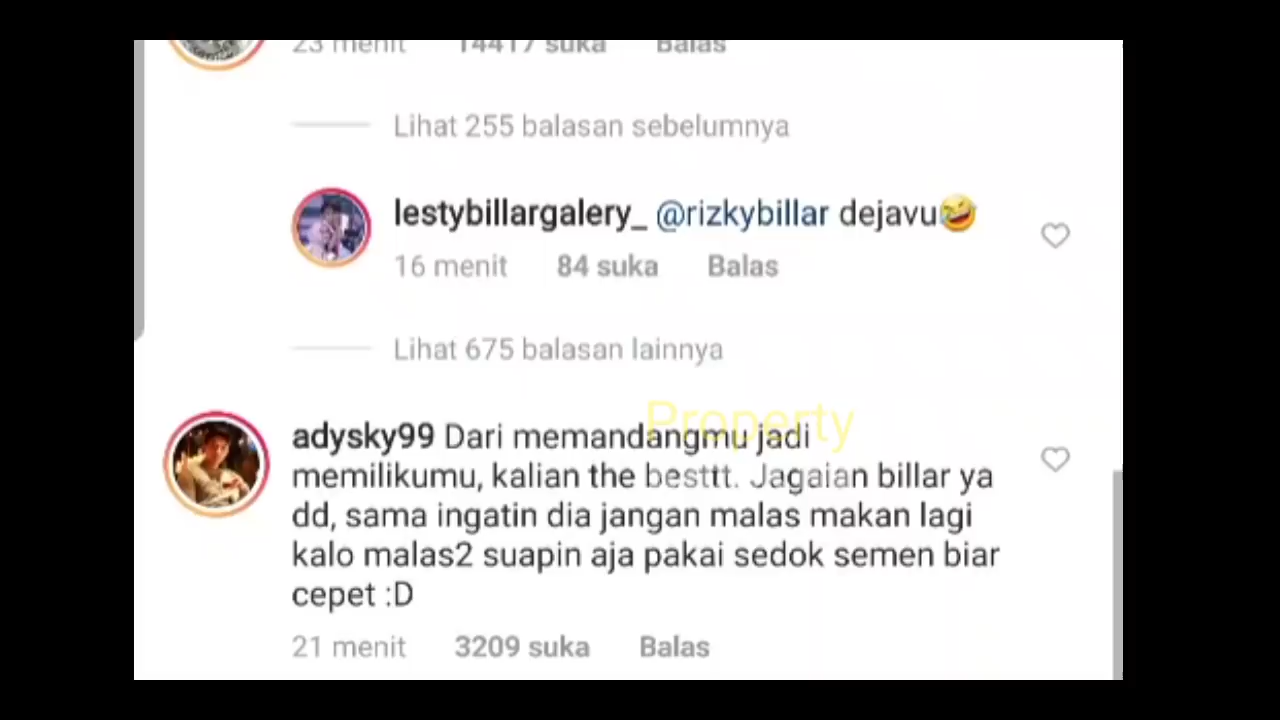 23 menit 14417 suka Balas
Lihat 255 balasan sebelumnya
lestybillargalery_ @rizkybillar dejavu🤣
16 menit 84 suka Balas
Lihat 675 balasan lainnya
Property
adysky99 Dari memandangmu jadi
memilikumu, kalian the besttt. Jagaian billar ya
dd, sama ingatin dia jangan malas makan lagi
kalo malas2 suapin aja pakai sedok semen biar
cepet :D
21 menit 3209 suka Balas